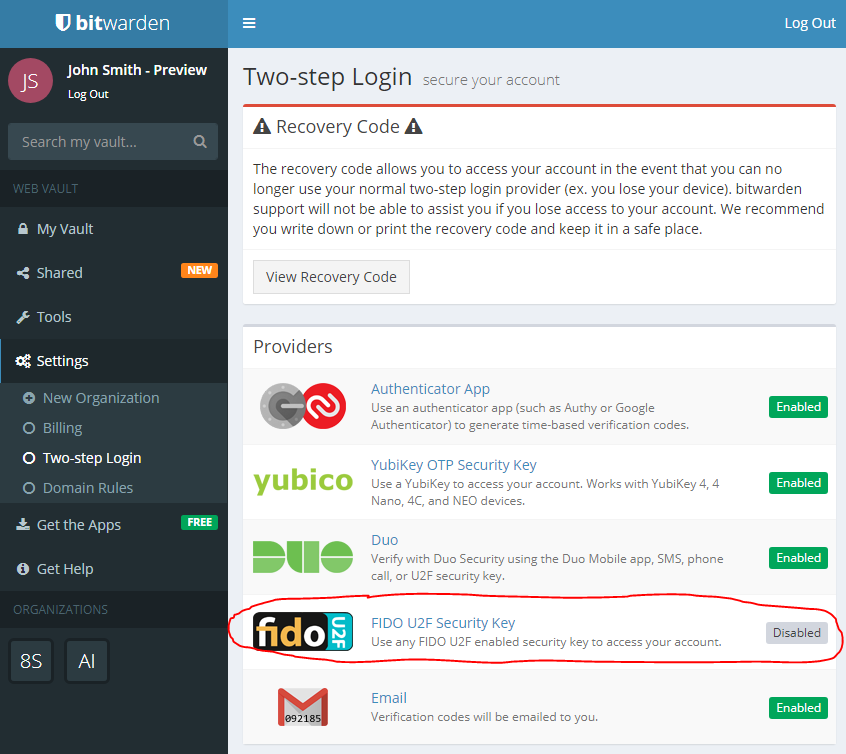 bitwarden
Log Out
JS
John Smith - Preview
Log Out
Search my vault...
WEB VAULT
My Vault
Shared
NEW
Tools
Settings
New Organization
Billing
Two-step Login
Domain Rules
Get the Apps
FREE
Get Help
ORGANIZATIONS
8S
AI
Two-step Login secure your account
Recovery Code
The recovery code allows you to access your account in the event that you can no
longer use your normal two-step login provider (ex. you lose your device). bitwarden
support will not be able to assist you if you lose access to your account. We recommend
you write down or print the recovery code and keep it in a safe place.
View Recovery Code
Providers
Authenticator App
Use an authenticator app (such as Authy or Google
Authenticator) to generate time-based verification codes.
Enabled
yubico
YubiKey OTP Security Key
Use a YubiKey to access your account. Works with YubiKey 4, 4
Nano, 4C, and NEO devices.
Enabled
DUO
Duo
Verify with Duo Security using the Duo Mobile app, SMS, phone
call, or U2F security key.
Enabled
fido U2F
FIDO U2F Security Key
Use any FIDO U2F enabled security key to access your account.
Disabled
092185
Email
Verification codes will be emailed to you.
Enabled